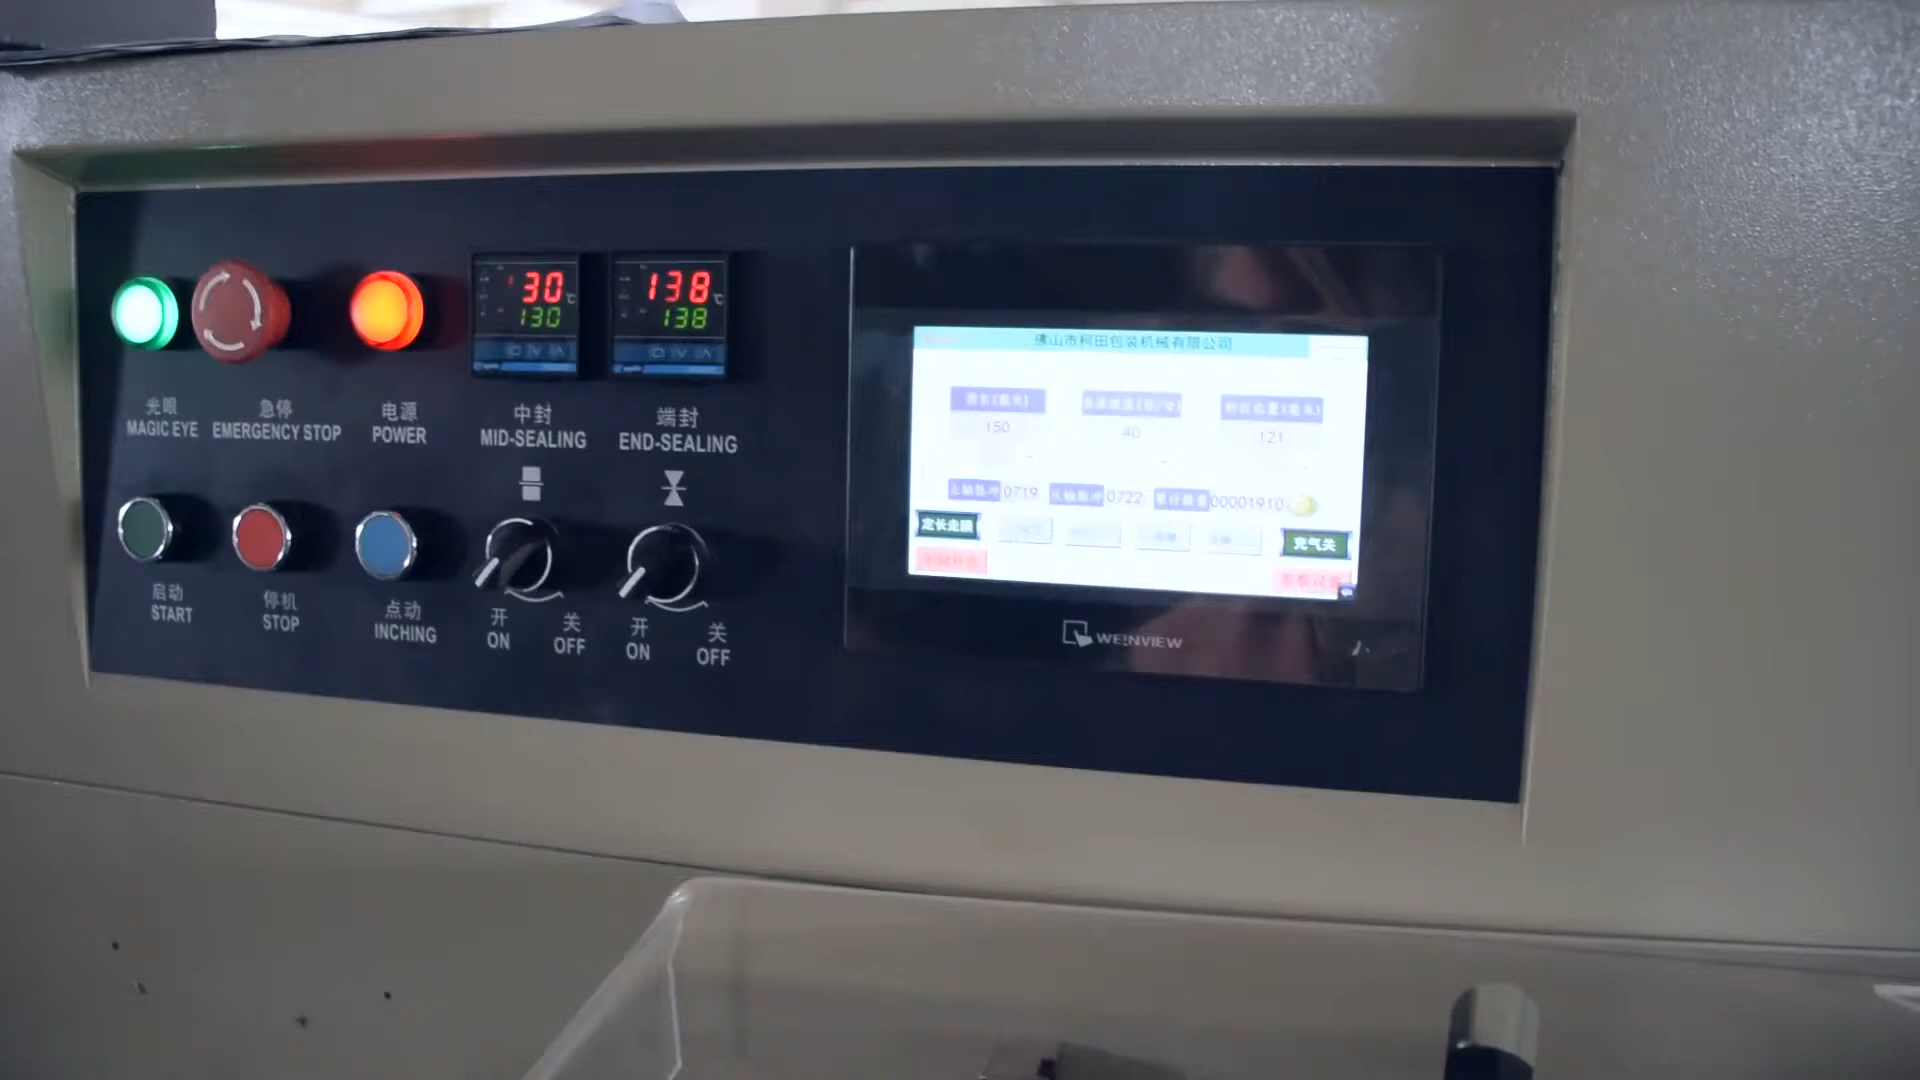 光眼
MAGIC EYE
急停
EMERGENCY STOP
电源
POWER
30 ℃
130
138 ℃
138
中封
MID-SEALING
端封
END-SEALING
启动
START
停机
STOP
点动
INCHING
开
ON
关
OFF
开
ON
关
OFF
佛山市柯田包装机械有限公司
150
40
121
0719
0722
00001910
定长走眼
充气关
WEINVIEW